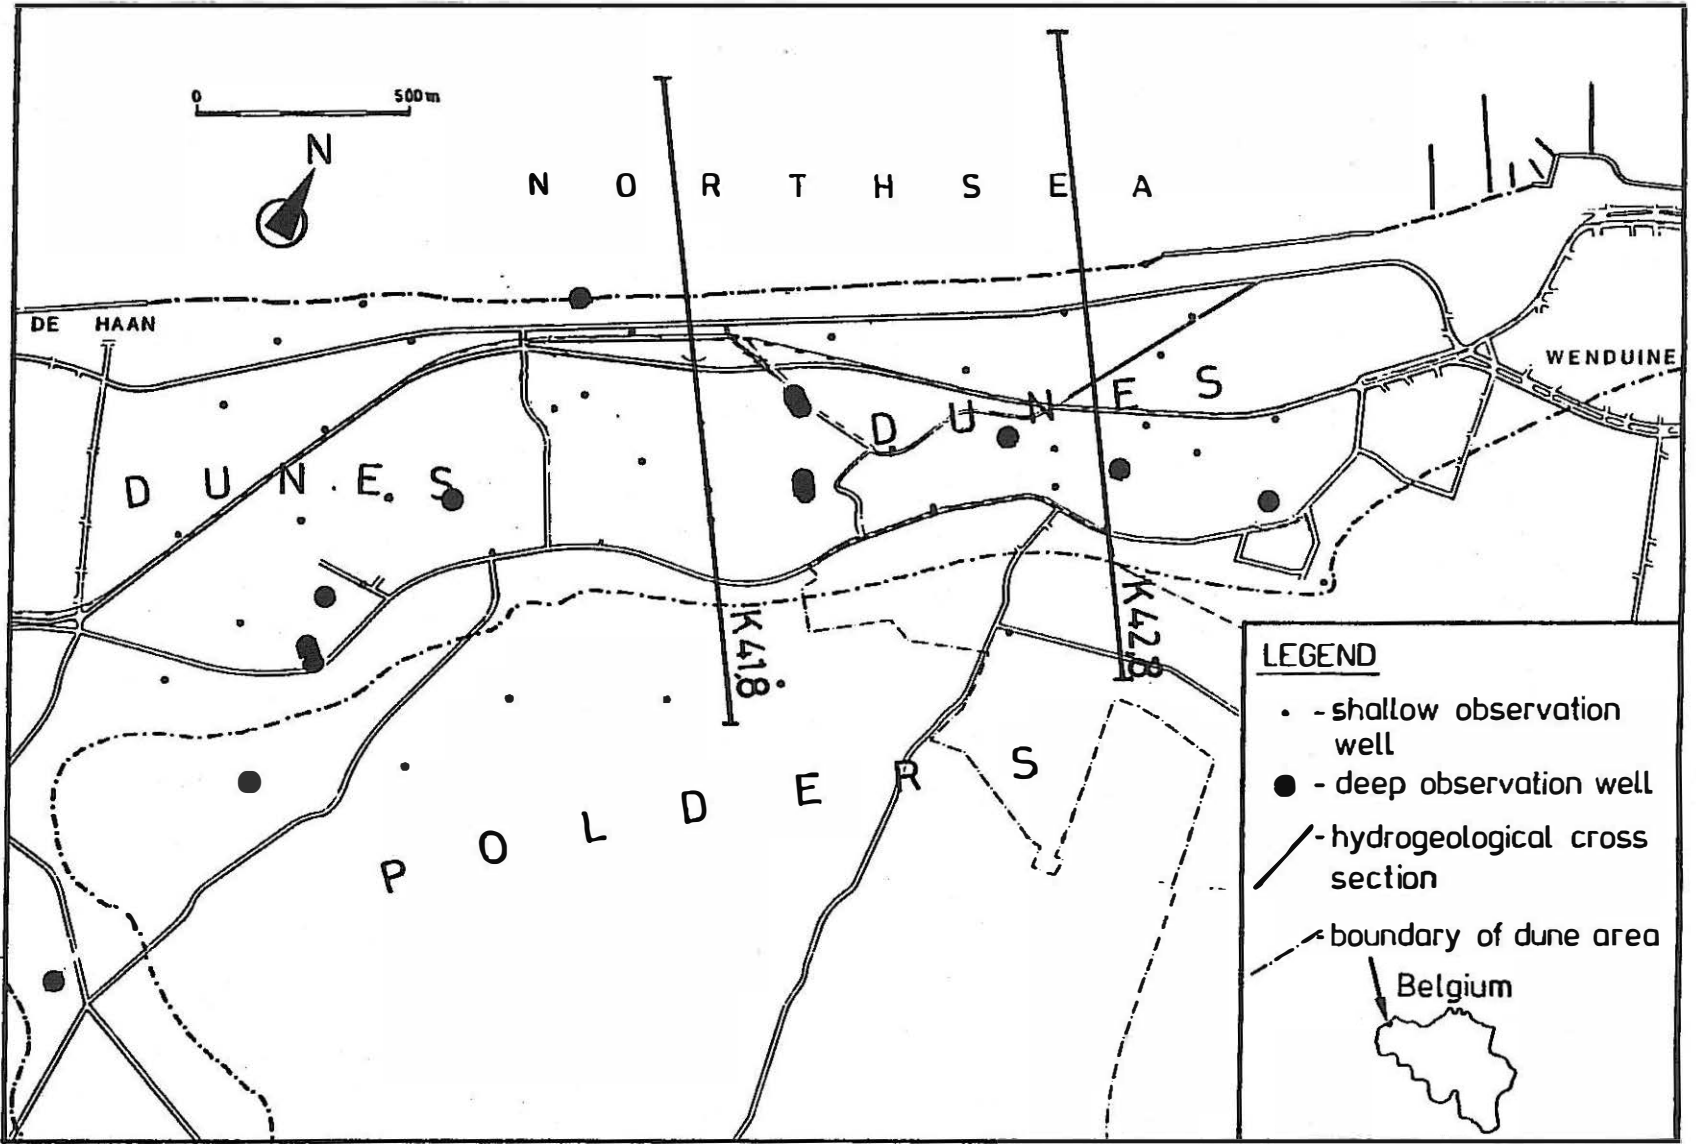 0 500m
N
N O R T H S E A
DE HAAN
WENDUINE
D U N E S
D U N E S
K41,8
K42,8
P O L D E R S
LEGEND
- shallow observation
well
- deep observation well
- hydrogeological cross
section
- boundary of dune area
Belgium